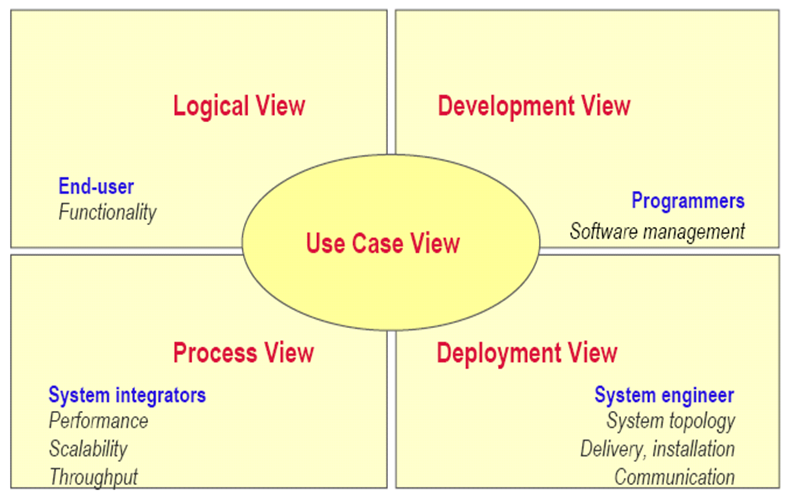 Logical View
End-user
Functionality
Development View
Programmers
Software management
Use Case View
Process View
System integrators
Performance
Scalability
Throughput
Deployment View
System engineer
System topology
Delivery, installation
Communication